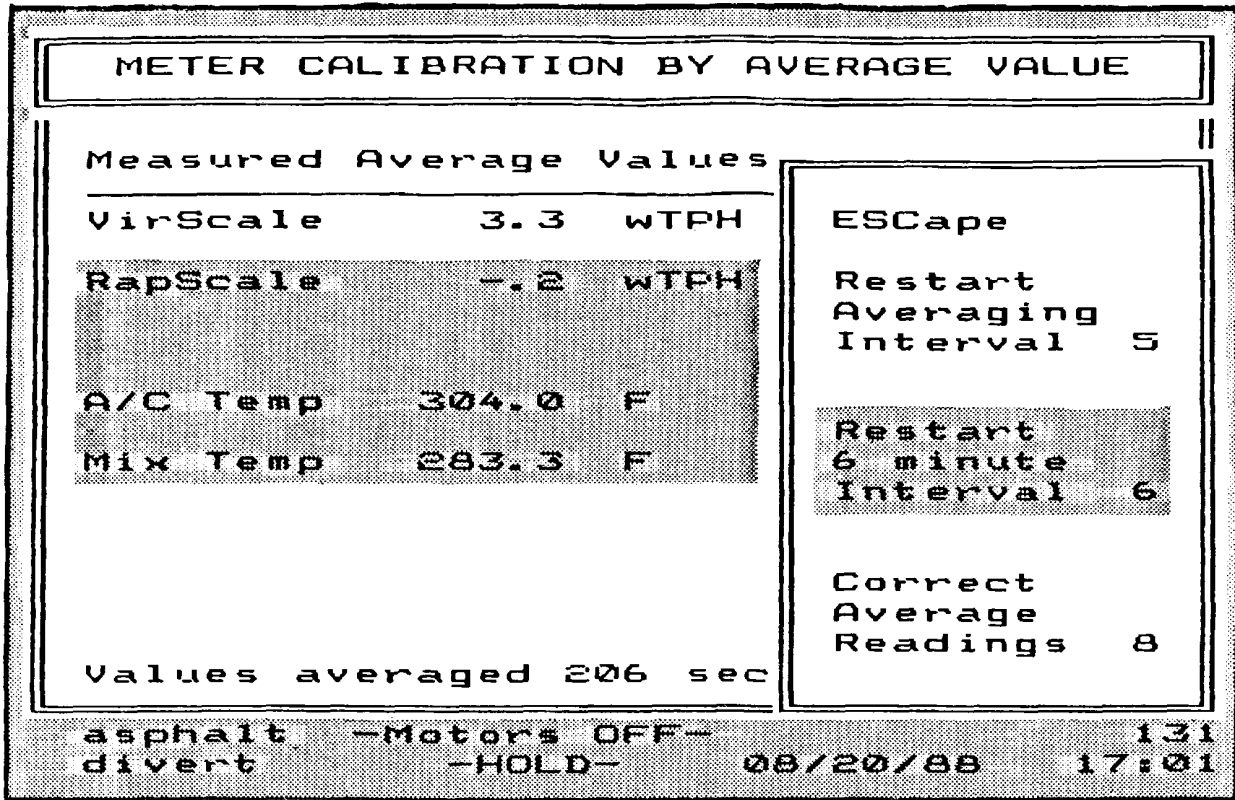 METER CALIBRATION BY AVERAGE VALUE
Measured Average Values
VirScale 3.3 wTPH
RapScale -.2 wTPH
A/C Temp 304.0 F
Mix Temp 283.3 F
Values averaged 206 sec
ESCape
Restart
Averaging
Interval 5
Restart
6 minute
Interval 6
Correct
Average
Readings 8
asphalt -Motors OFF- 131
divert -HOLD- 08/20/88 17:01